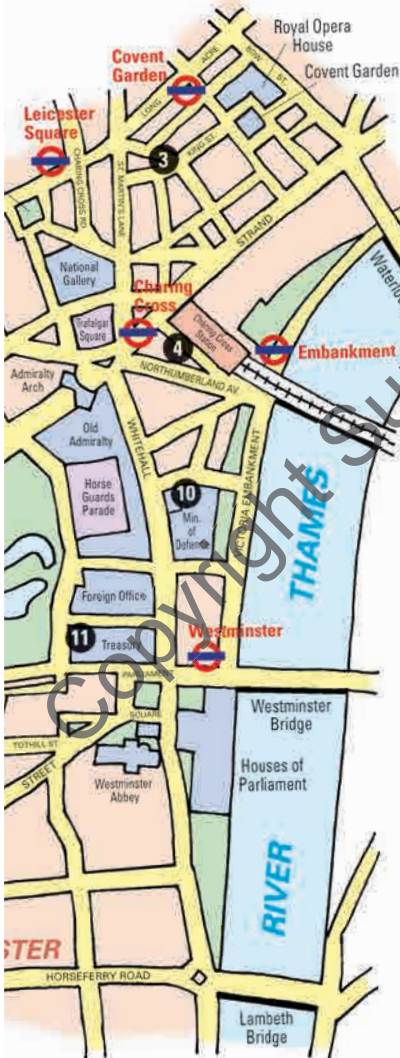 Royal Opera
House
Covent
Garden
ACRE
BOW
ST.
Covent Garden
LONG
Leicester
Square
KING ST.
3
CHARING CROSS RD
ST. MARTIN'S LANE
STRAND
National
Gallery
Charing
Cross
Trafalgar
Square
Charing Cross
Station
4
Embankment
NORTHUMBERLAND AV.
Admiralty
Arch
Old
Admiralty
WHITEHALL
VICTORIA EMBANKMENT
Horse
Guards
Parade
10
Min.
of
THAMES
Foreign Office
11
Treasury
Westminster
PARLIAMENT
SQUARE
Westminster
Bridge
TOTHILL ST
STREET
Westminster
Abbey
Houses of
Parliament
RIVER
STER
HORSEFERRY ROAD
Lambeth
Bridge
Copyright Su